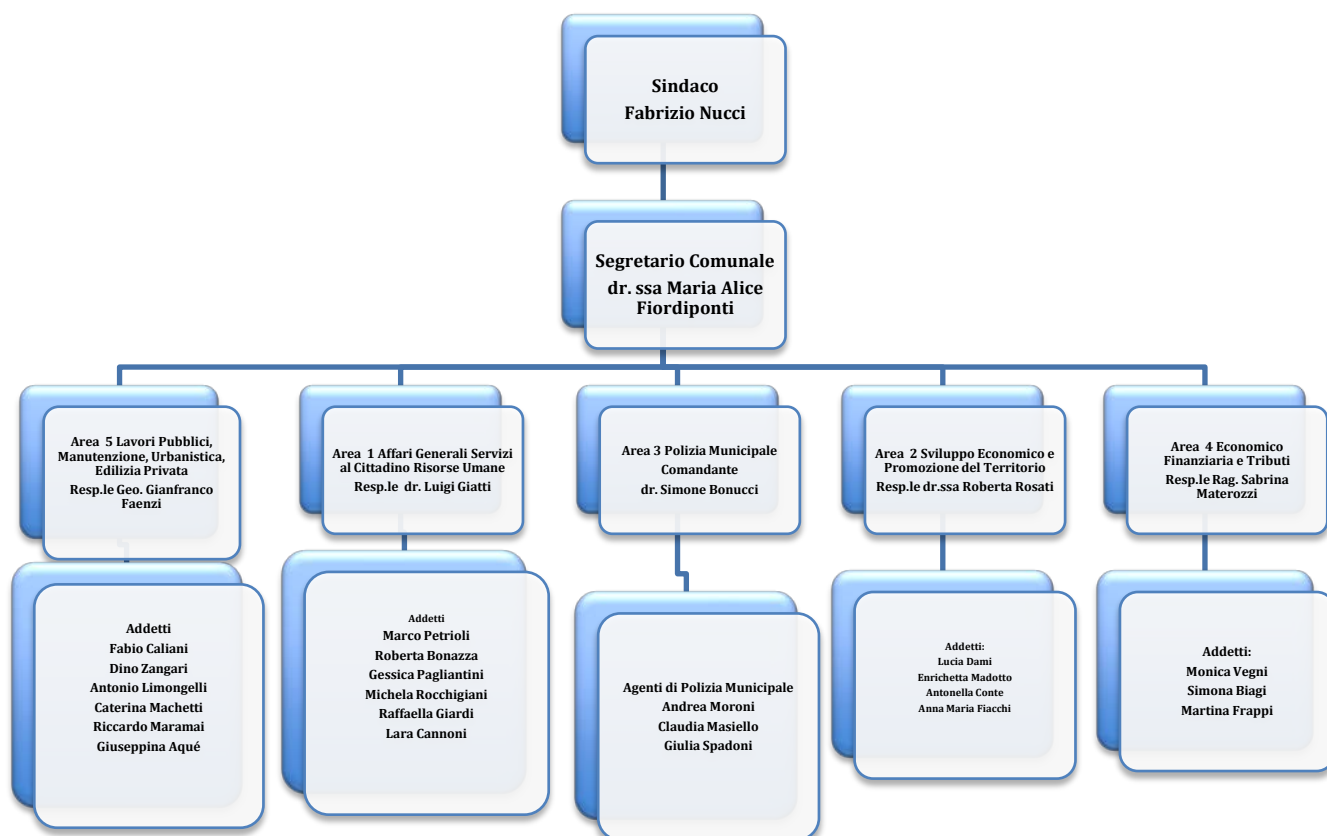 Sindaco
Fabrizio Nucci
Segretario Comunale
dr. ssa Maria Alice
Fiordiponti
Area 5 Lavori Pubblici,
Manutenzione, Urbanistica,
Edilizia Privata
Resp.le Geo. Gianfranco
Faenzi
Area 1 Affari Generali Servizi
al Cittadino Risorse Umane
Resp.le dr. Luigi Giatti
Area 3 Polizia Municipale
Comandante
dr. Simone Bonucci
Area 2 Sviluppo Economico e
Promozione del Territorio
Resp.le dr.ssa Roberta Rosati
Area 4 Economico
Finanziaria e Tributi
Resp.le Rag. Sabrina
Materozzi
Addetti
Fabio Caliani
Dino Zangari
Antonio Limongelli
Caterina Machetti
Riccardo Maramai
Giuseppina Aqué
Addetti
Marco Petrioli
Roberta Bonazza
Gessica Pagliantini
Michela Rocchigiani
Raffaella Giardi
Lara Cannoni
Agenti di Polizia Municipale
Andrea Moroni
Claudia Masiello
Giulia Spadoni
Addetti:
Lucia Dami
Enrichetta Madotto
Antonella Conte
Anna Maria Fiacchi
Addetti:
Monica Vegni
Simona Biagi
Martina Frappi